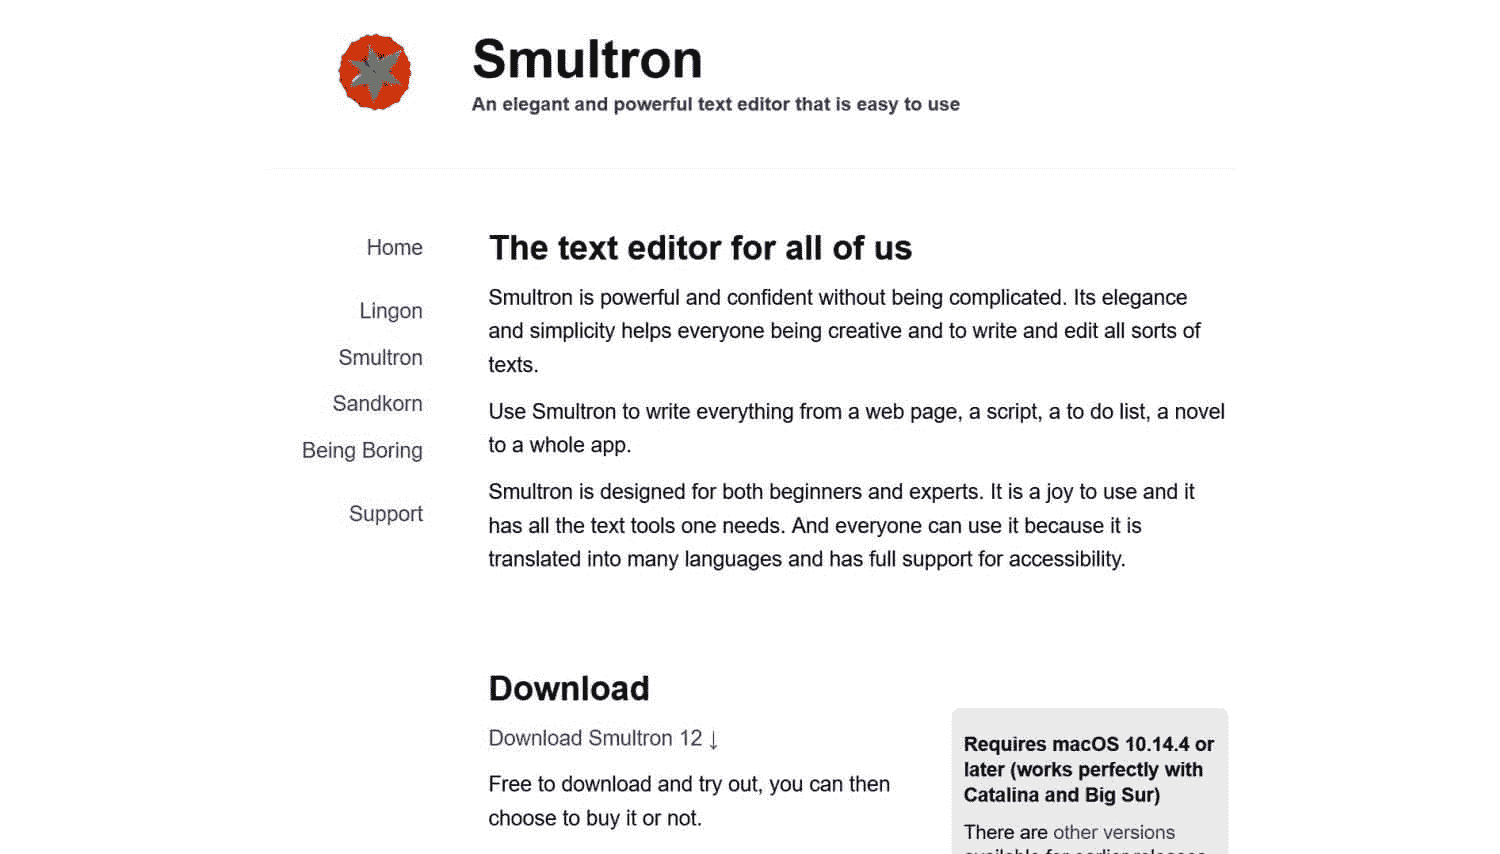 Smultron
An elegant and powerful text editor that is easy to use
Home
Lingon
Smultron
Sandkorn
Being Boring
Support
The text editor for all of us
Smultron is powerful and confident without being complicated. Its elegance
and simplicity helps everyone being creative and to write and edit all sorts of
texts.
Use Smultron to write everything from a web page, a script, a to do list, a novel
to a whole app.
Smultron is designed for both beginners and experts. It is a joy to use and it
has all the text tools one needs. And everyone can use it because it is
translated into many languages and has full support for accessibility.
Download
Download Smultron 12 ↓
Free to download and try out, you can then
choose to buy it or not.
Requires macOS 10.14.4 or
later (works perfectly with
Catalina and Big Sur)
There are other versions
available for earlier releases